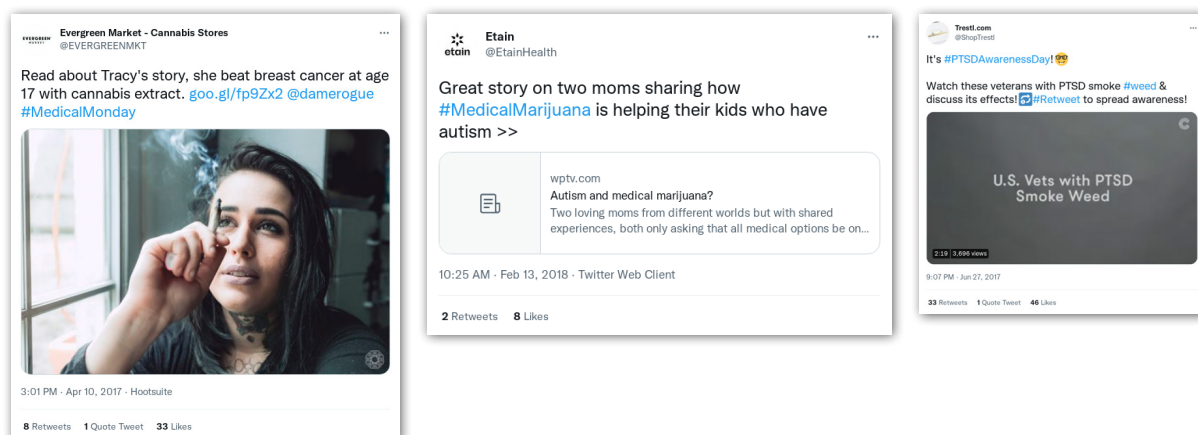 EVERGREEN
MARKET
Evergreen Market - Cannabis Stores
@EVERGREENMKT
Read about Tracy's story, she beat breast cancer at age
17 with cannabis extract. goo.gl/fp9Zx2 @damerogue
#MedicalMonday
3:01 PM · Apr 10, 2017 · Hootsuite
8 Retweets 1 Quote Tweet 33 Likes
etain
Etain
@EtainHealth
Great story on two moms sharing how
#MedicalMarijuana is helping their kids who have
autism >>
wptv.com
Autism and medical marijuana?
Two loving moms from different worlds but with shared
experiences, both only asking that all medical options be on...
10:25 AM · Feb 13, 2018 · Twitter Web Client
2 Retweets 8 Likes
Trestl.com
@ShopTrestl
It's #PTSDAwarenessDay!🤓
Watch these veterans with PTSD smoke #weed &
discuss its effects!🔁#Retweet to spread awareness!
U.S. Vets with PTSD
Smoke Weed
2:19 3,696 views
9:07 PM · Jun 27, 2017
33 Retweets 1 Quote Tweet 46 Likes